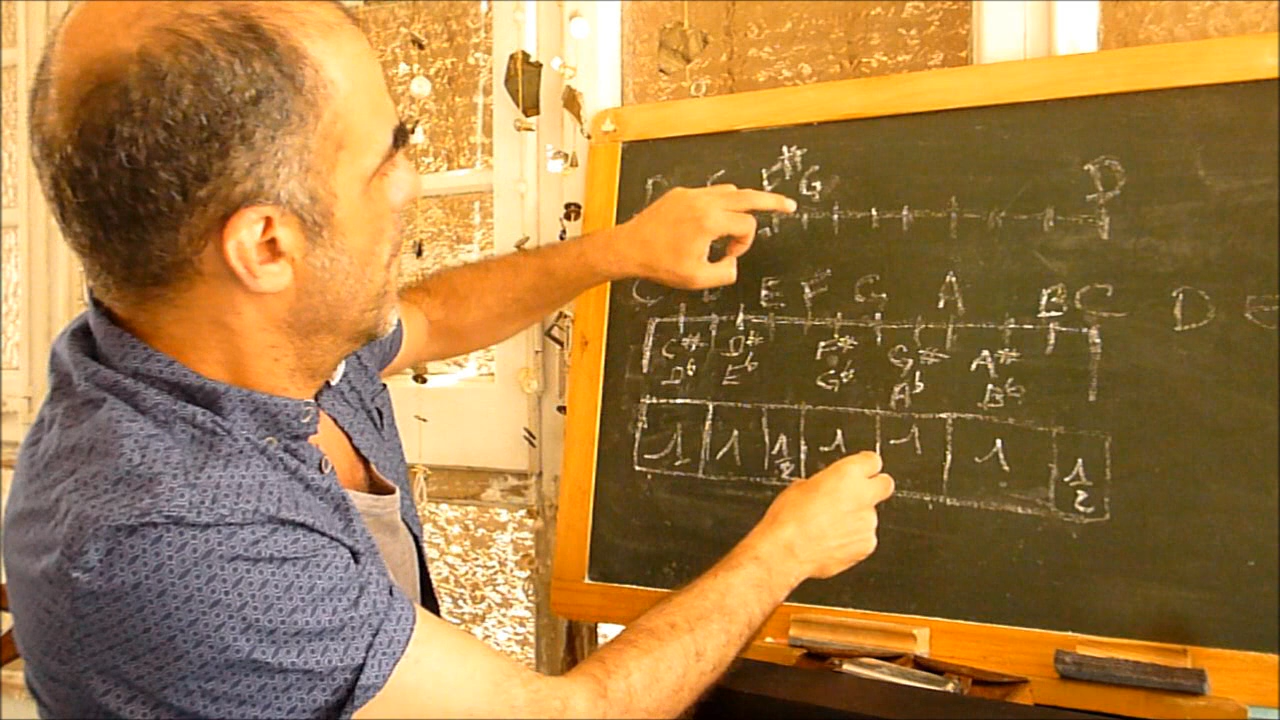 F# G D
C E F G A B C D
C# D# F# G# A#
Db Eb Gb Ab Bb
1 1 1/2 1 1 1 1/2